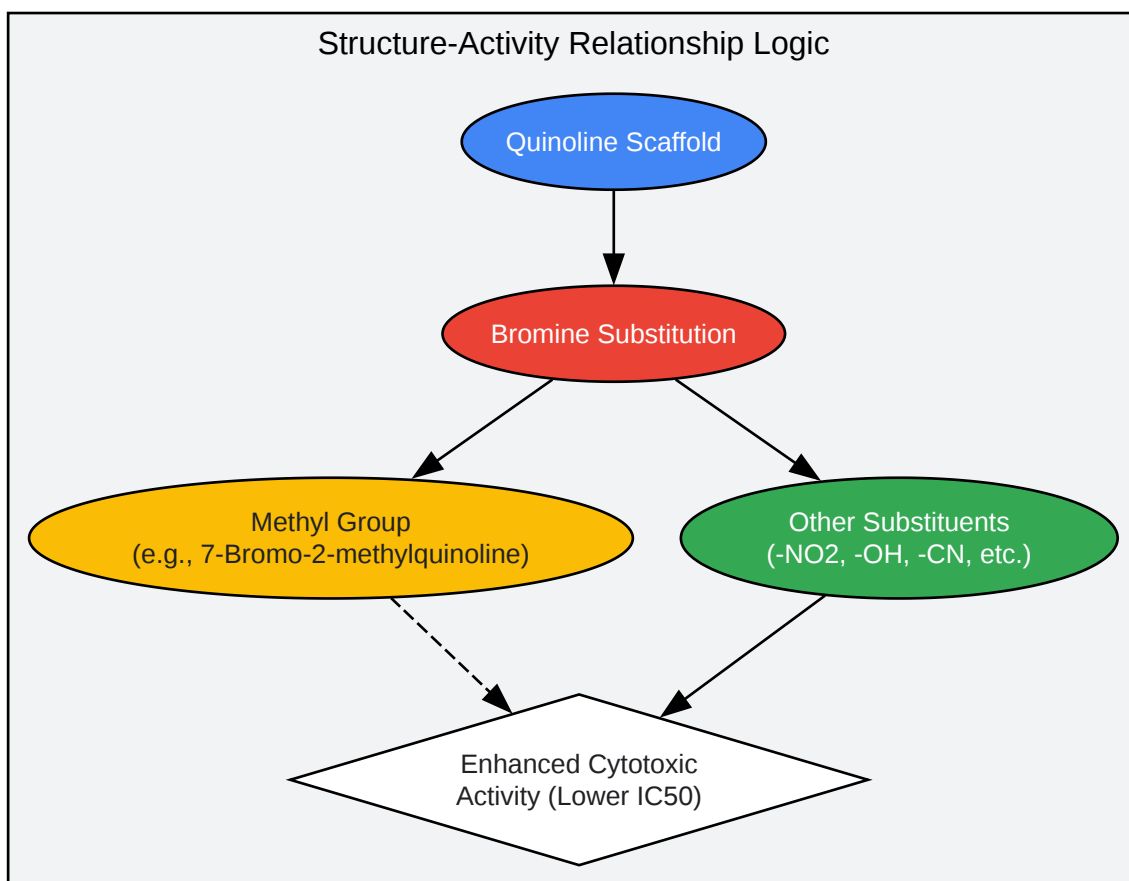 Structure-Activity Relationship Logic
Quinoline Scaffold
Bromine Substitution
Methyl Group
(e.g., 7-Bromo-2-methylquinoline)
Other Substituents
(-NO2, -OH, -CN, etc.)
Enhanced Cytotoxic
Activity (Lower IC50)